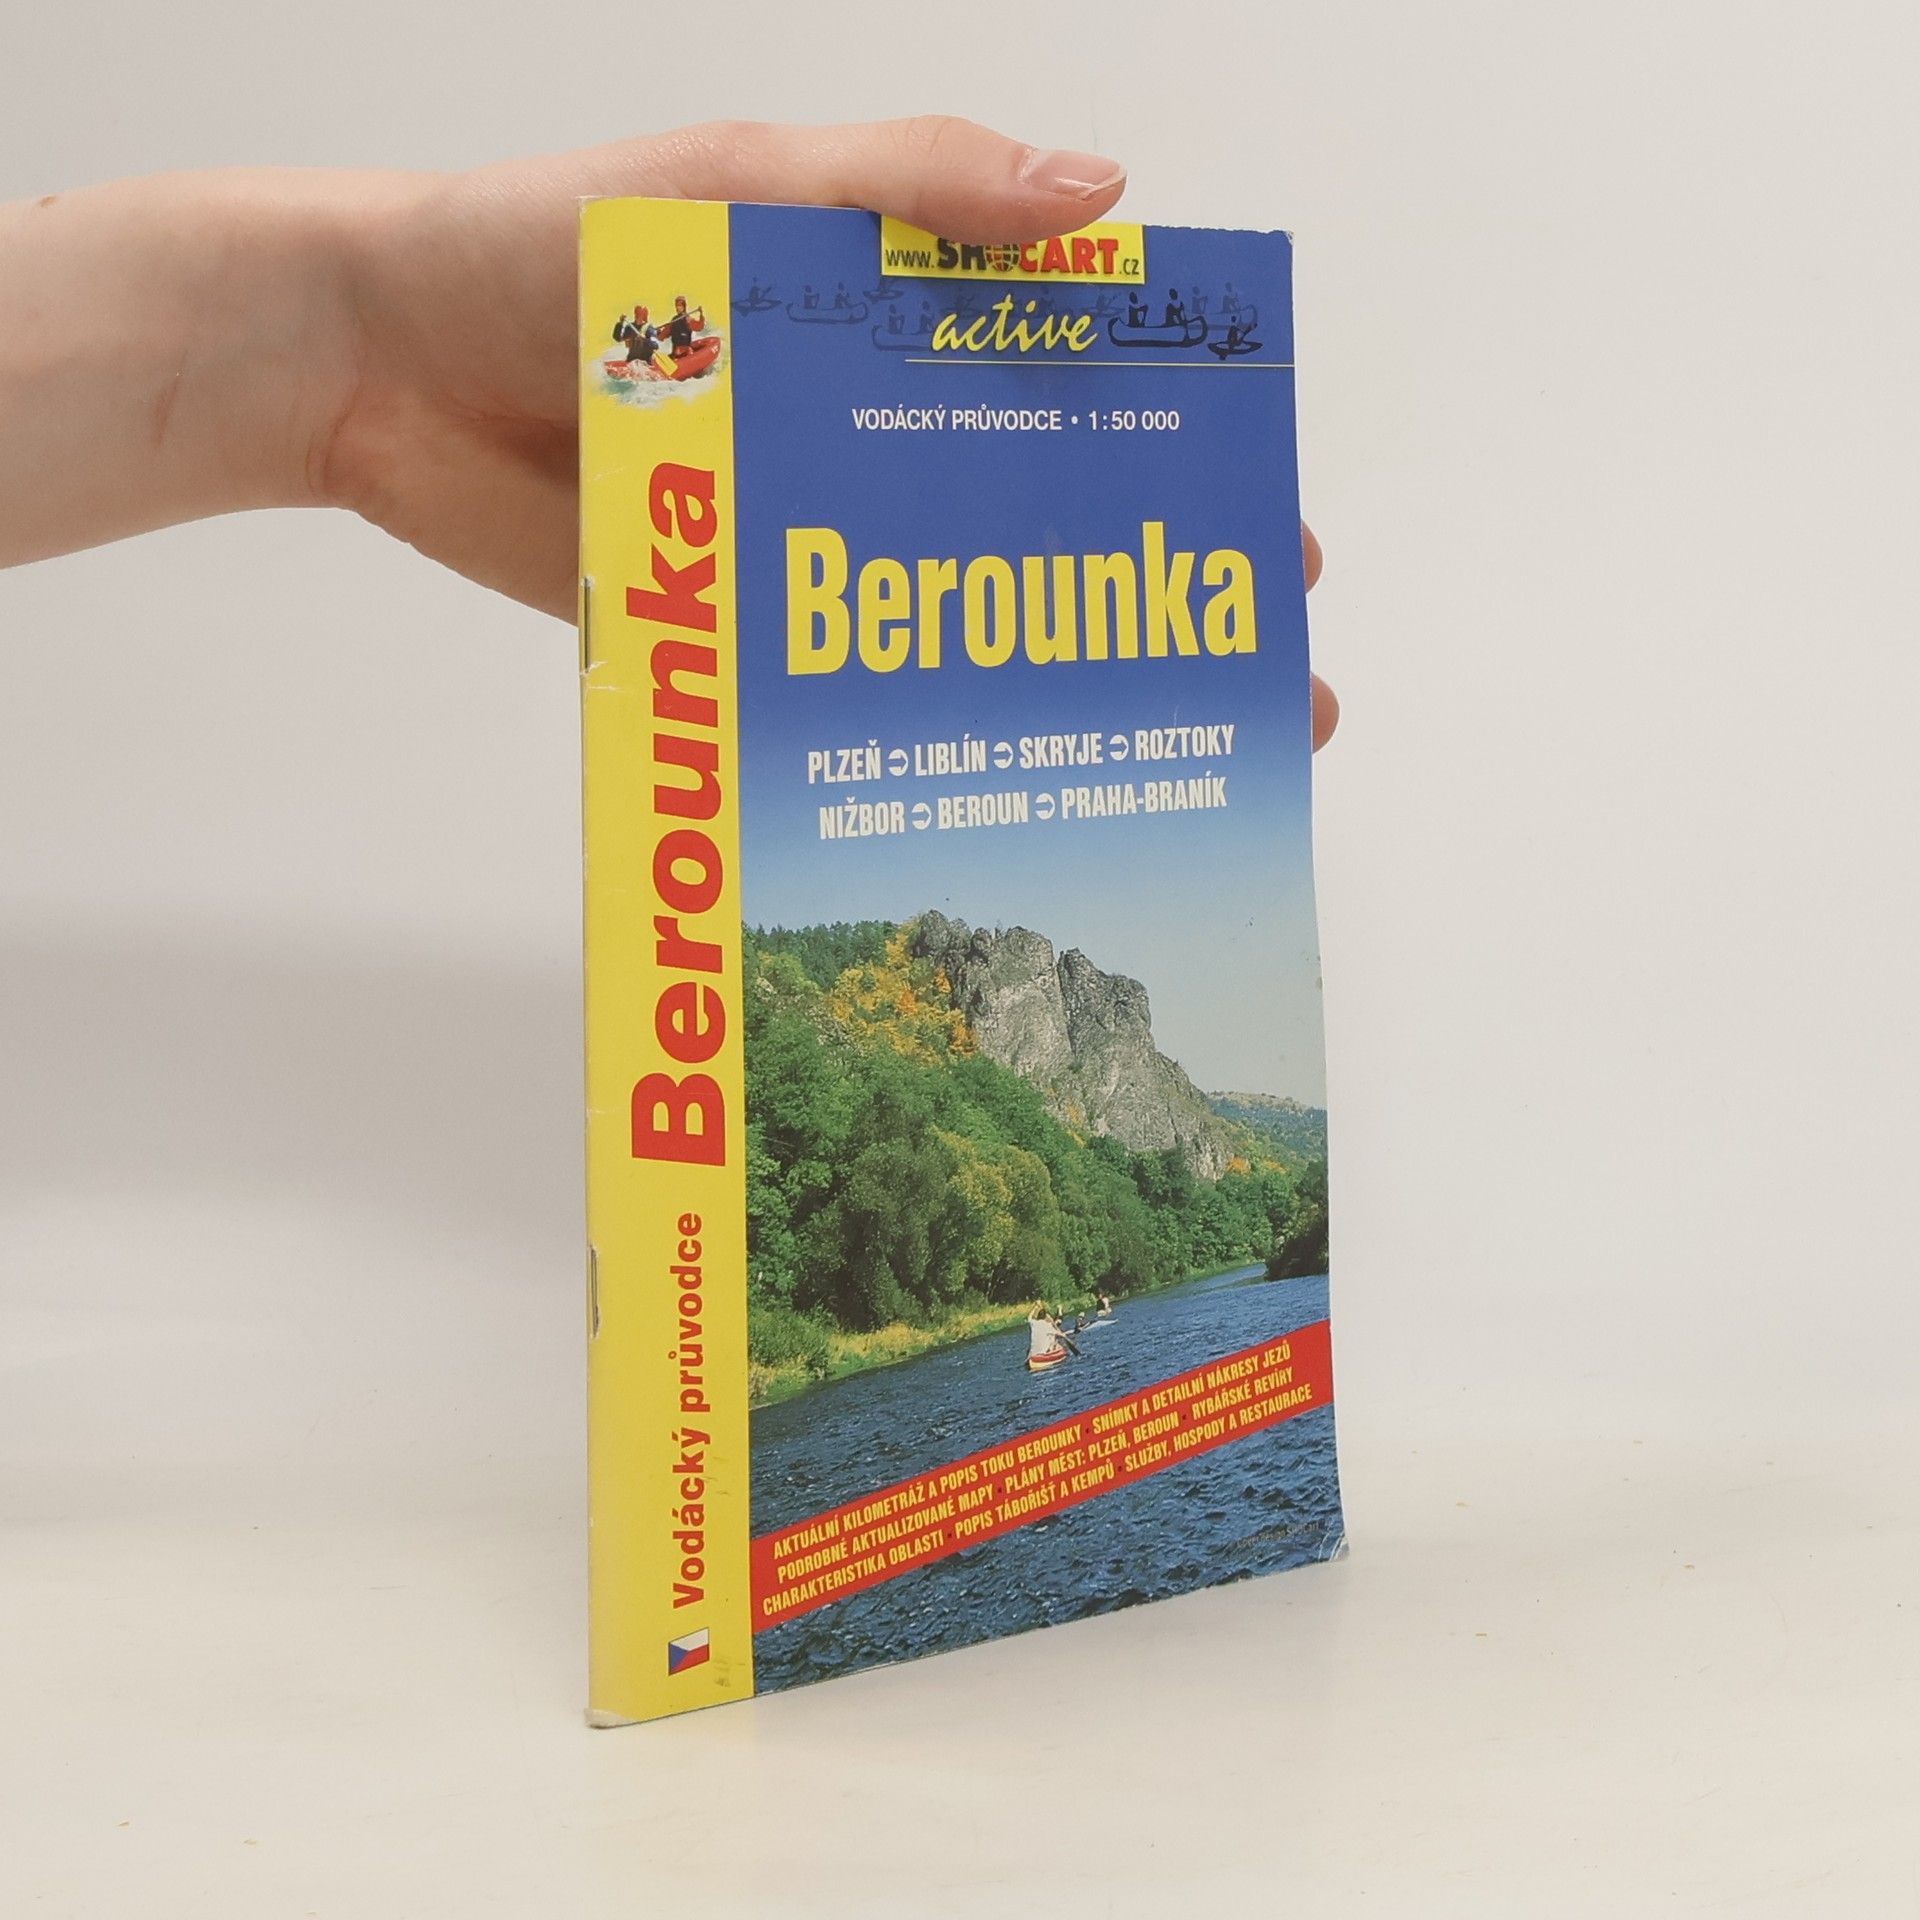 www.SHOCART.cz
active
VODÁCKÝ PRŮVODCE • 1:50 000
Berounka
PLZEŇ ➲ LIBLÍN ➲ SKRYJE ➲ ROZTOKY
NIŽBOR ➲ BEROUN ➲ PRAHA-BRANÍK
AKTUÁLNÍ KILOMETRÁŽ A POPIS TOKU BEROUNKY • SNÍMKY A DETAILNÍ NÁKRESY JEZŮ
PODROBNÉ AKTUALIZOVANÉ MAPY • PLÁNY MĚST: PLZEŇ, BEROUN • RYBÁŘSKÉ REVÍRY
CHARAKTERISTIKA OBLASTI • POPIS TÁBOŘIŠŤ A KEMPŮ • SLUŽBY, HOSPODY A RESTAURACE
Vodácký průvodce Berounka